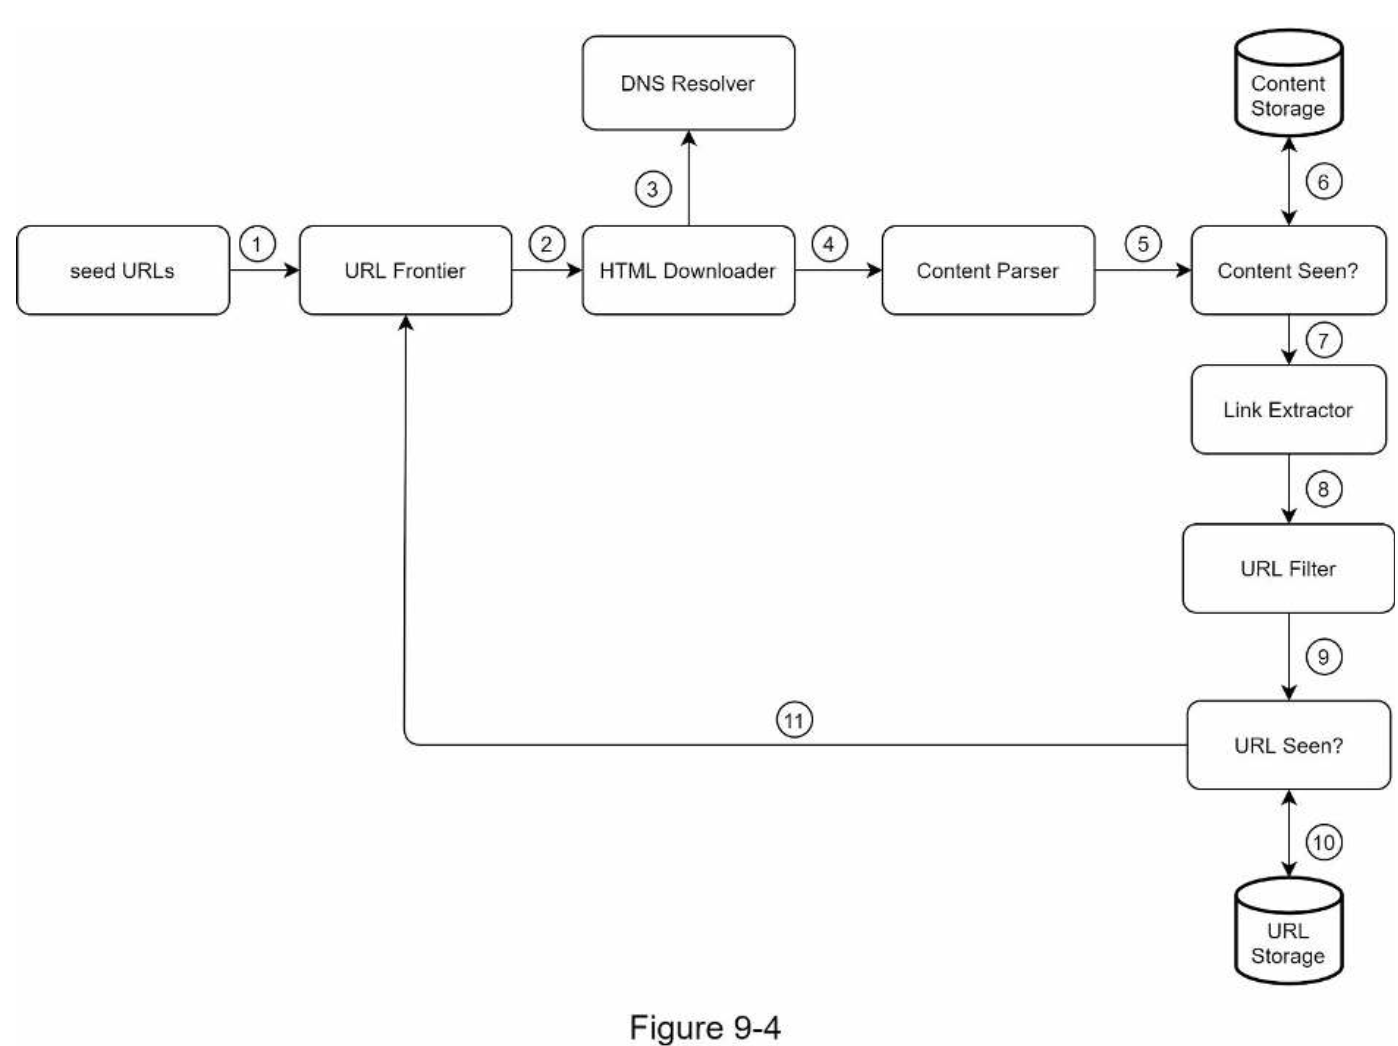 DNS Resolver
Content
Storage
3
6
1
2
4
5
seed URLs
URL Frontier
HTML Downloader
Content Parser
Content Seen?
7
Link Extractor
8
URL Filter
9
11
URL Seen?
10
URL
Storage
Figure 9-4